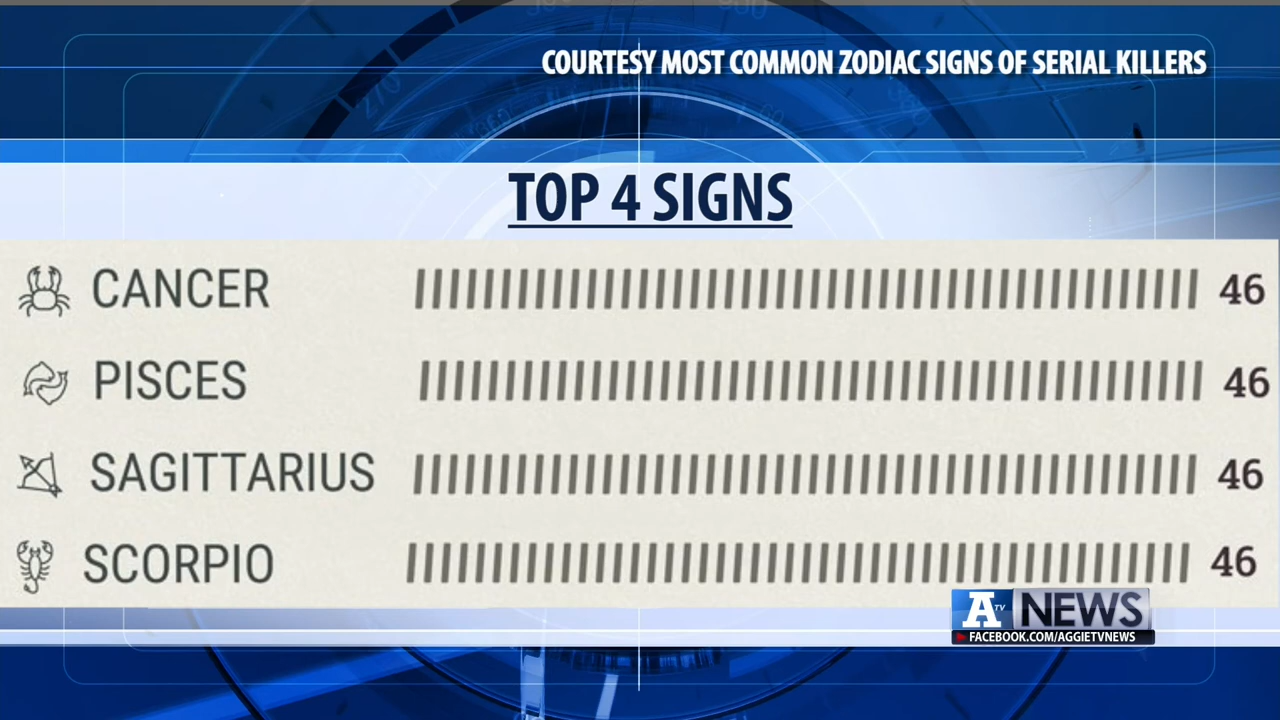 COURTESY MOST COMMON ZODIAC SIGNS OF SERIAL KILLERS
TOP 4 SIGNS
CANCER 46
PISCES 46
SAGITTARIUS 46
SCORPIO 46
A TV NEWS
FACEBOOK.COM/AGGIETVNEWS